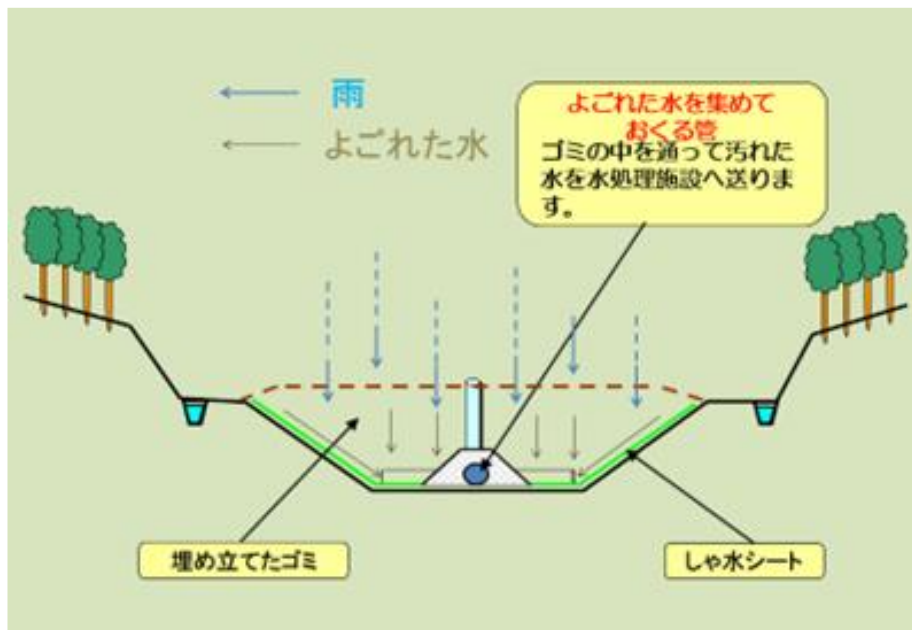 雨
よごれた水
よごれた水を集めて
おくる管
ゴミの中を通って汚れた
水を水処理施設へ送りま
す。
埋め立てたゴミ
しゃ水シート